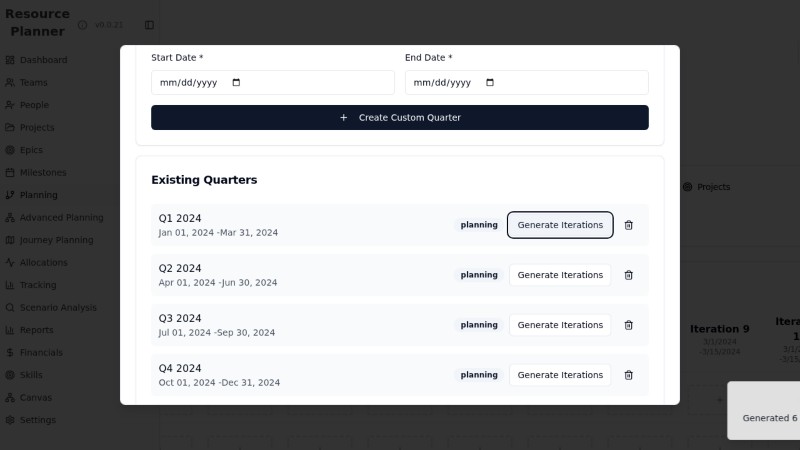 Resource
Planner
v0.0.21
Dashboard
Teams
People
Projects
Epics
Milestones
Planning
Advanced Planning
Journey Planning
Allocations
Tracking
Scenario Analysis
Reports
Financials
Skills
Canvas
Settings
Start Date *
End Date *
mm/dd/yyyy
mm/dd/yyyy
+ Create Custom Quarter
Existing Quarters
Q1 2024
Jan 01, 2024 -Mar 31, 2024
planning
Generate Iterations
Q2 2024
Apr 01, 2024 -Jun 30, 2024
planning
Generate Iterations
Q3 2024
Jul 01, 2024 -Sep 30, 2024
planning
Generate Iterations
Q4 2024
Oct 01, 2024 -Dec 31, 2024
planning
Generate Iterations
Projects
Iteration 9
3/1/2024
-3/15/2024
Generated 6